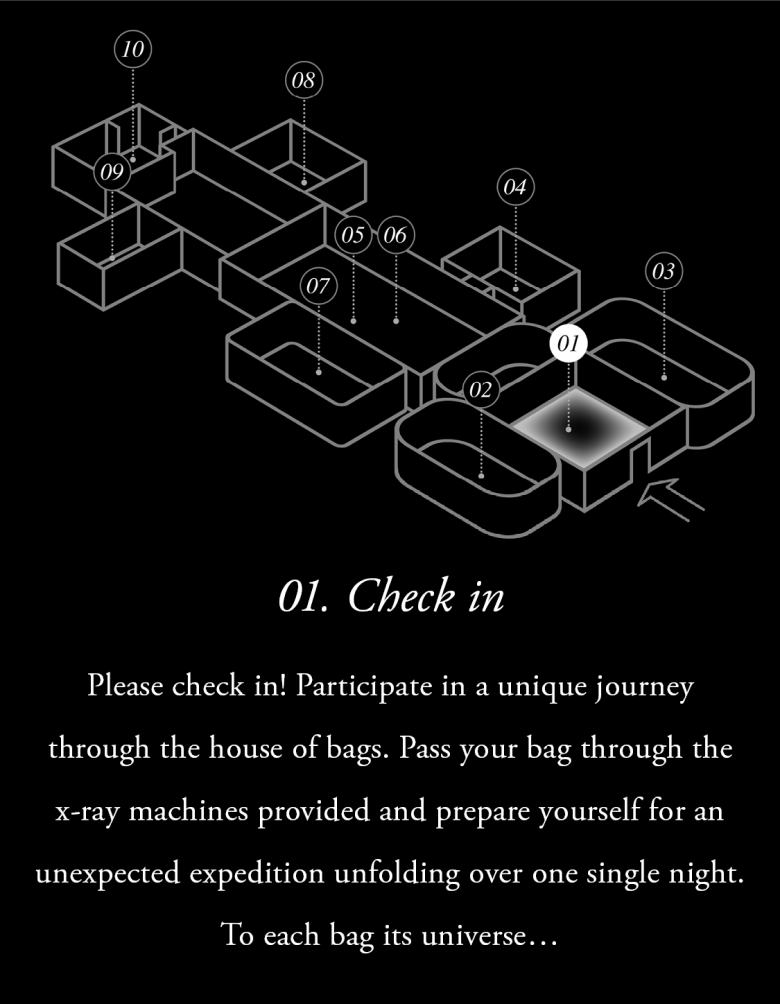 10
08
09
04
05
06
03
07
01
02
01. Check in
Please check in! Participate in a unique journey
through the house of bags. Pass your bag through the
x-ray machines provided and prepare yourself for an
unexpected expedition unfolding over one single night.
To each bag its universe…